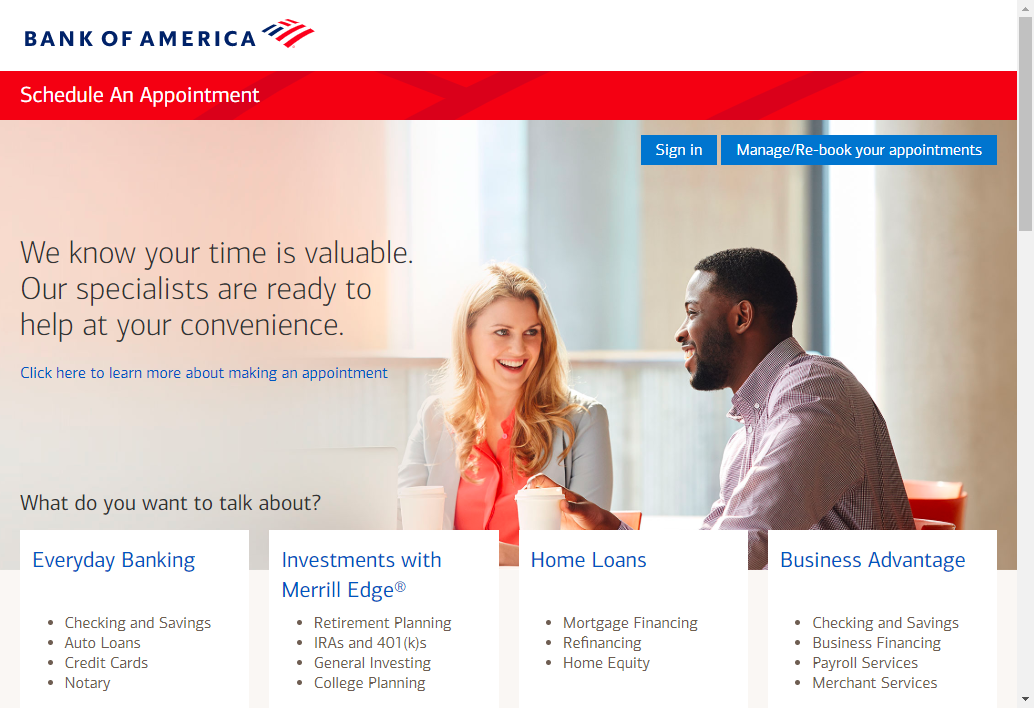 BANK OF AMERICA
Schedule An Appointment
Sign in
Manage/Re-book your appointments
We know your time is valuable.
Our specialists are ready to
help at your convenience.
Click here to learn more about making an appointment
What do you want to talk about?
Everyday Banking
• Checking and Savings
• Auto Loans
• Credit Cards
• Notary
Investments with
Merrill Edge®
• Retirement Planning
• IRAs and 401(k)s
• General Investing
• College Planning
Home Loans
• Mortgage Financing
• Refinancing
• Home Equity
Business Advantage
• Checking and Savings
• Business Financing
• Payroll Services
• Merchant Services